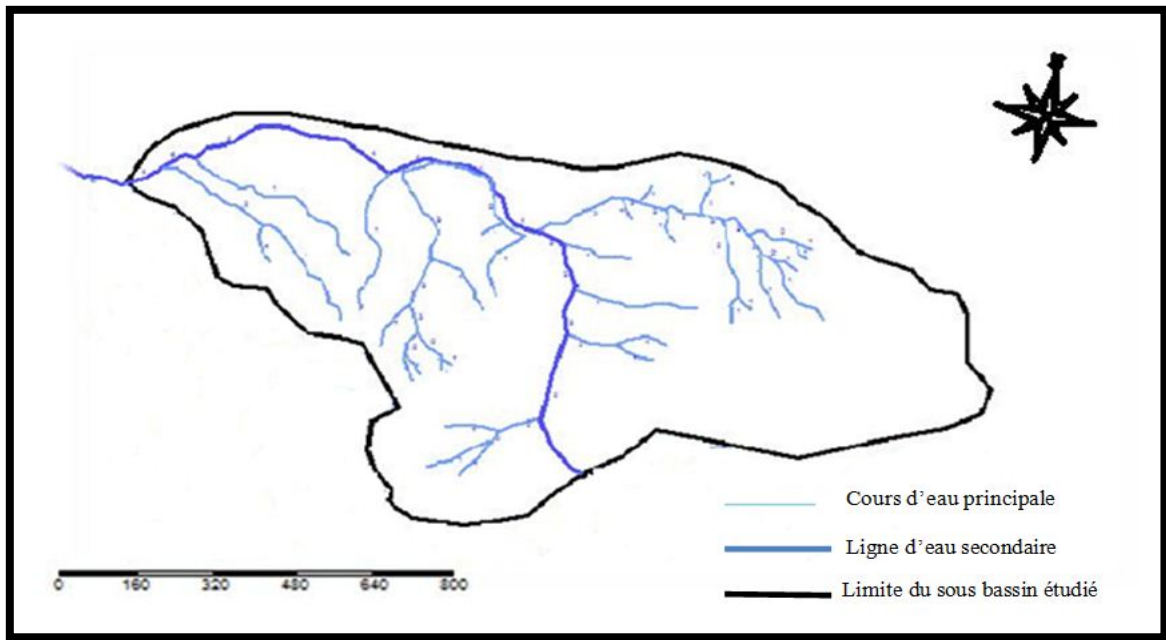 Cours d'eau principale
Ligne d'eau secondaire
Limite du sous bassin étudié
0 160 320 480 640 800